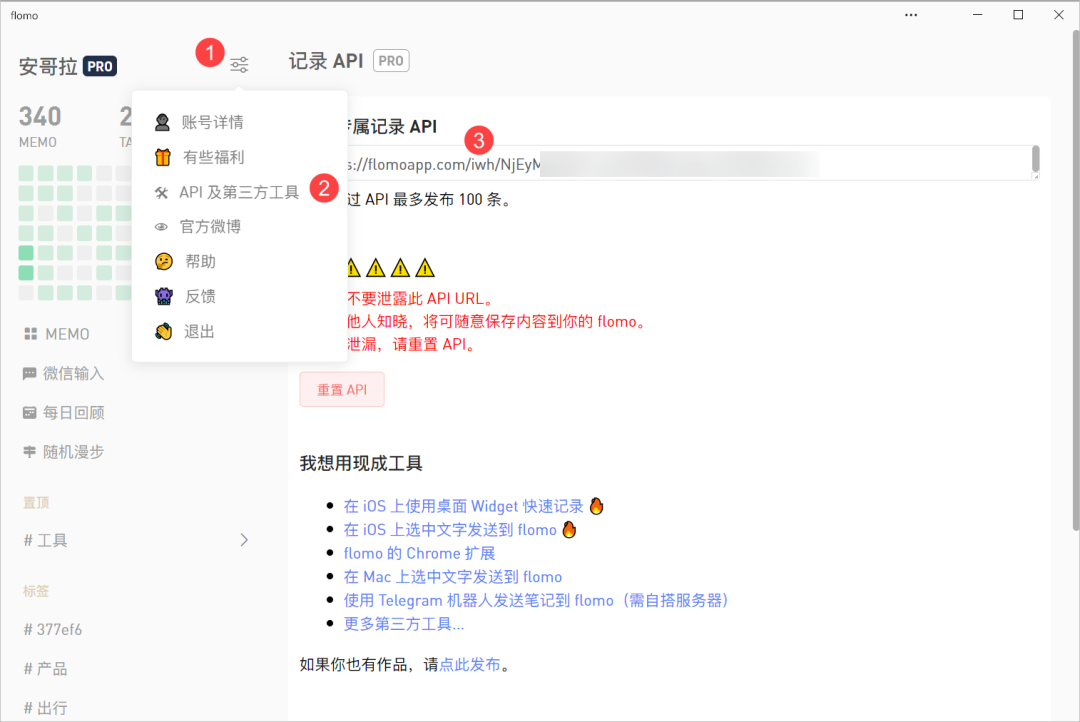 flomo
安哥拉 PRO
1
340
2
MEMO
TA
账号详情
有些福利
API 及第三方工具
2
官方微博
帮助
反馈
退出
MEMO
微信输入
每日回顾
随机漫步
置顶
# 工具
标签
# 377ef6
# 产品
# 出行
记录 API PRO
专属记录 API
3
s://flomoapp.com/iwh/NjEyM
过 API 最多发布 100 条。
不要泄露此 API URL。
他人知晓，将可随意保存内容到你的 flomo。
泄漏，请重置 API。
重置 API
我想用现成工具
在 iOS 上使用桌面 Widget 快速记录 🔥
在 iOS 上选中文字发送到 flomo 🔥
flomo 的 Chrome 扩展
在 Mac 上选中文字发送到 flomo
使用 Telegram 机器人发送笔记到 flomo（需自搭服务器）
更多第三方工具...
如果你也有作品，请点此发布。